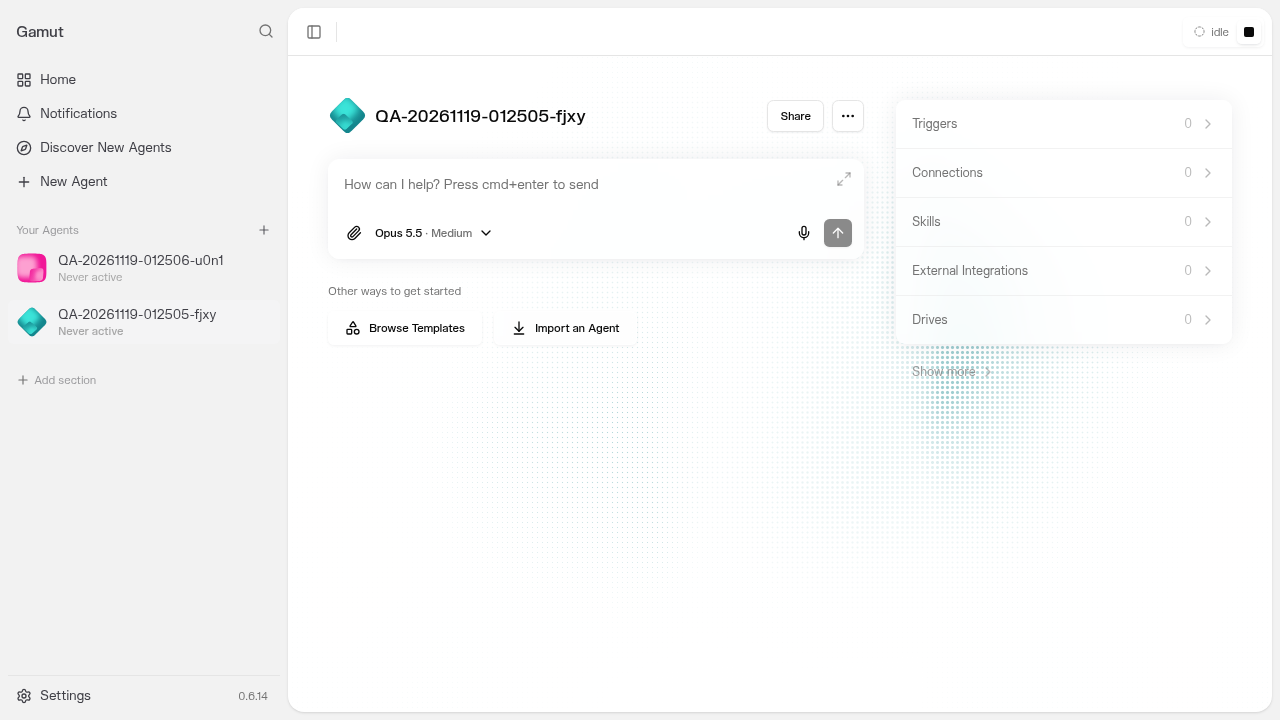 Gamut
Home
Notifications
Discover New Agents
New Agent
Your Agents
QA-20261119-012506-u0n1
Never active
QA-20261119-012505-fjxy
Never active
Add section
Settings
0.6.14
idle
QA-20261119-012505-fjxy
Share
How can I help? Press cmd+enter to send
Opus 5.5 · Medium
Other ways to get started
Browse Templates
Import an Agent
Triggers 0
Connections 0
Skills 0
External Integrations 0
Drives 0
Show more